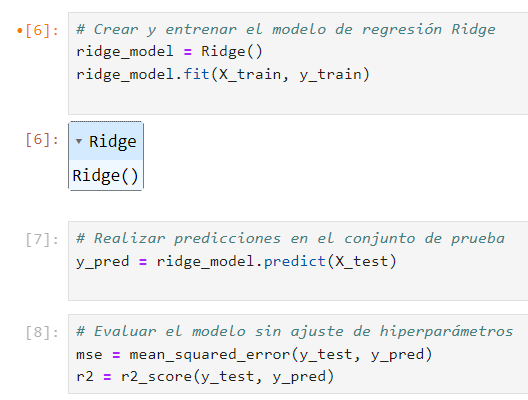 •[6]: # Crear y entrenar el modelo de regresión Ridge
ridge_model = Ridge()
ridge_model.fit(X_train, y_train)
[6]: ▾ Ridge
Ridge()
[7]: # Realizar predicciones en el conjunto de prueba
y_pred = ridge_model.predict(X_test)
[8]: # Evaluar el modelo sin ajuste de hiperparámetros
mse = mean_squared_error(y_test, y_pred)
r2 = r2_score(y_test, y_pred)